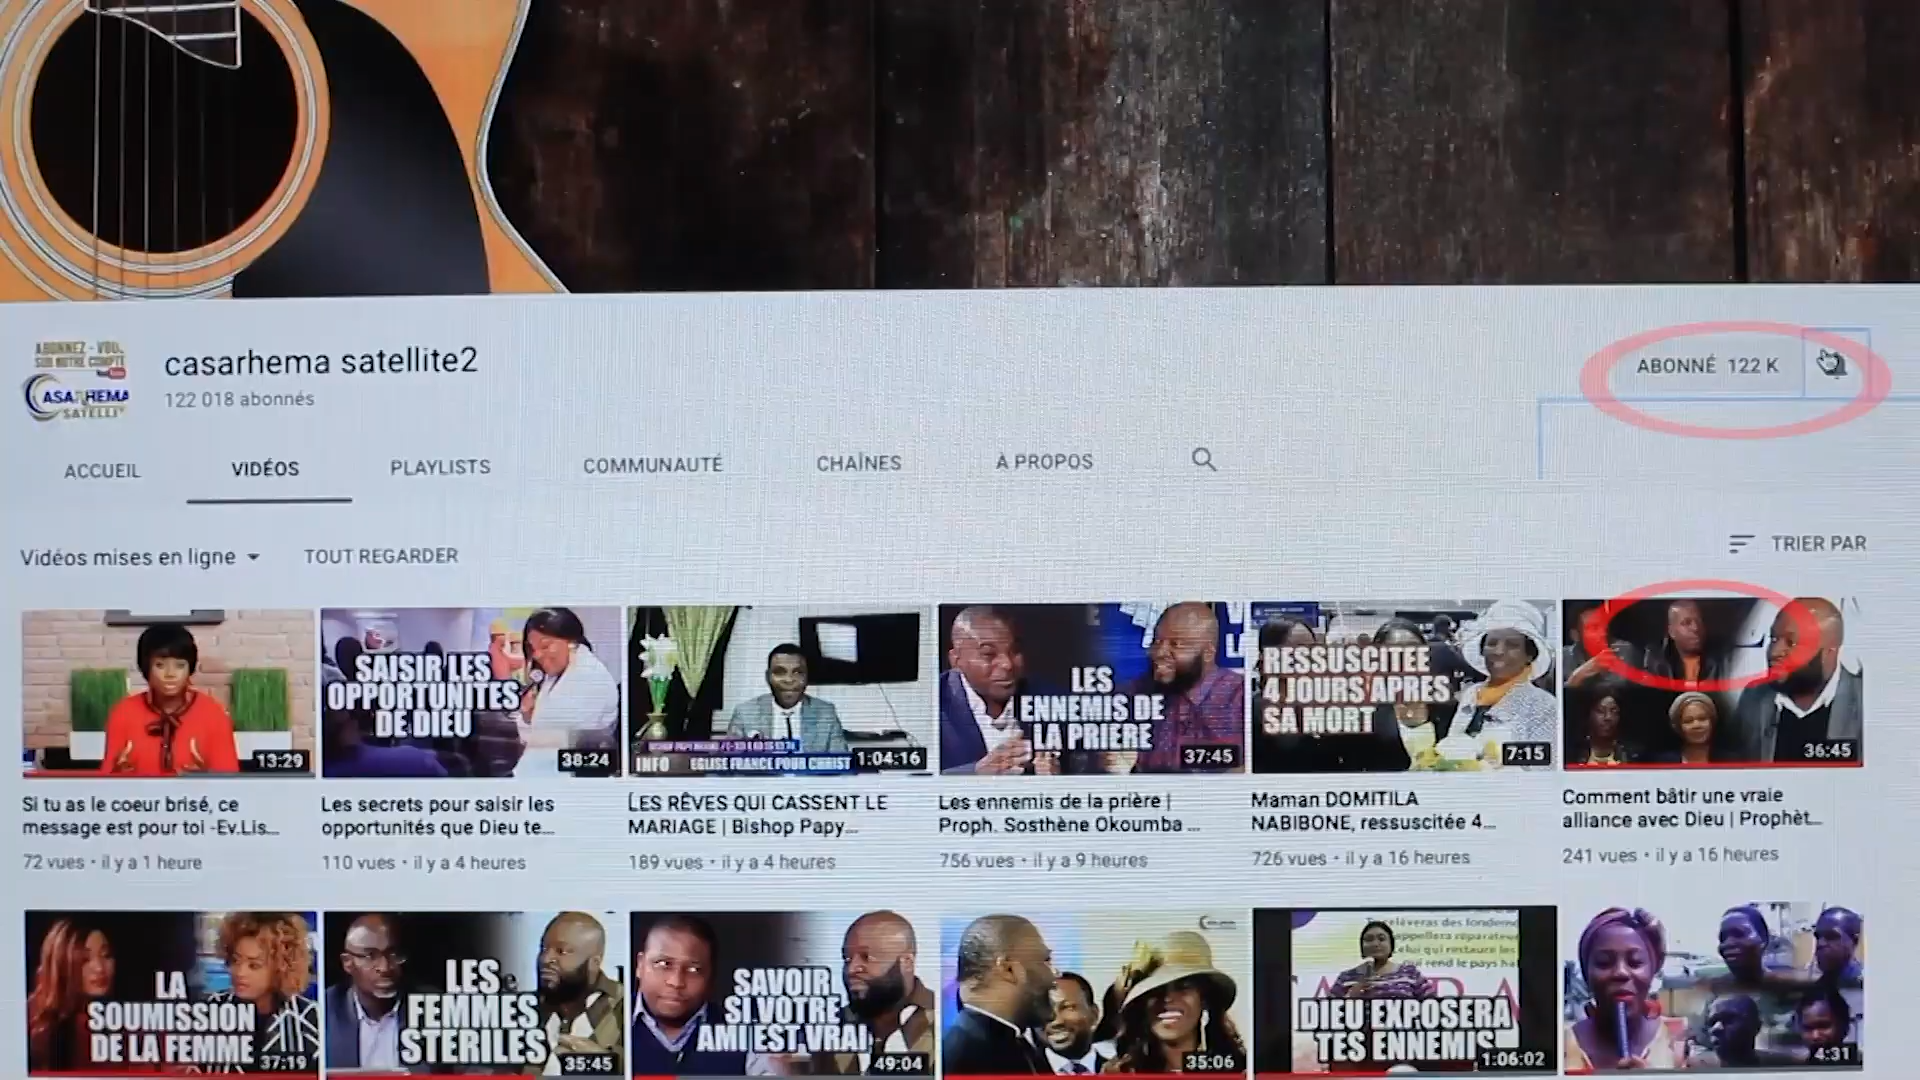 ABONNEZ - VOU.
SUR NOTRE COMPTE
CASARHEMA
SATELLIT
casarhema satellite2
122 018 abonnés
ABONNÉ 122 K
ACCUEIL
VIDÉOS
PLAYLISTS
COMMUNAUTÉ
CHAÎNES
À PROPOS
Vidéos mises en ligne
TOUT REGARDER
TRIER PAR
13:29
SAISIR LES
OPPORTUNITES
DE DIEU
38:24
INFO EGLISE FRANCE POUR CHRIST
1:04:16
LES
ENNEMIS DE
LA PRIERE
37:45
RESSUSCITEE
4 JOURS APRES
SA MORT
7:15
36:45
Si tu as le coeur brisé, ce
message est pour toi -Ev.Lis...
72 vues • il y a 1 heure
Les secrets pour saisir les
opportunités que Dieu te...
110 vues • il y a 4 heures
LES RÊVES QUI CASSENT LE
MARIAGE | Bishop Papy...
189 vues • il y a 4 heures
Les ennemis de la prière |
Proph. Sosthène Okoumba ...
756 vues • il y a 9 heures
Maman DOMITILA
NABIBONE, ressuscitée 4...
726 vues • il y a 16 heures
Comment bâtir une vraie
alliance avec Dieu | Prophèt...
241 vues • il y a 16 heures
LA
SOUMISSION
DE LA FEMME
37:19
LES
FEMMES
STERILES
35:45
SAVOIR
SI VOTRE
AMI EST VRAI
49:04
35:06
DIEU EXPOSERA
TES ENNEMIS
1:06:02
4:31